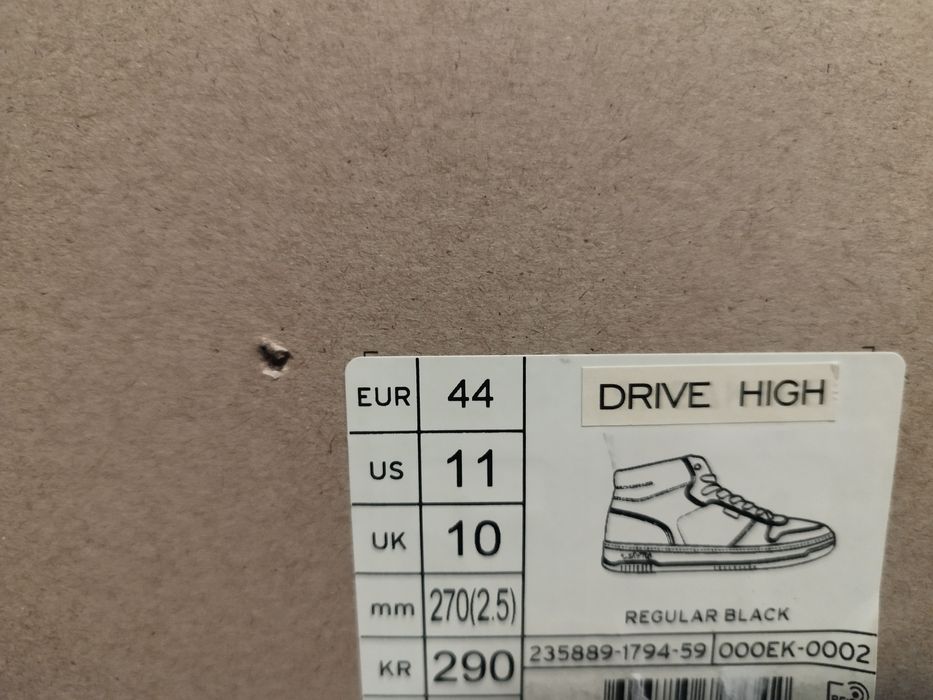 EUR 44
US 11
UK 10
mm 270(2.5)
KR 290
DRIVE HIGH
REGULAR BLACK
235889-1794-59 000EK-0002